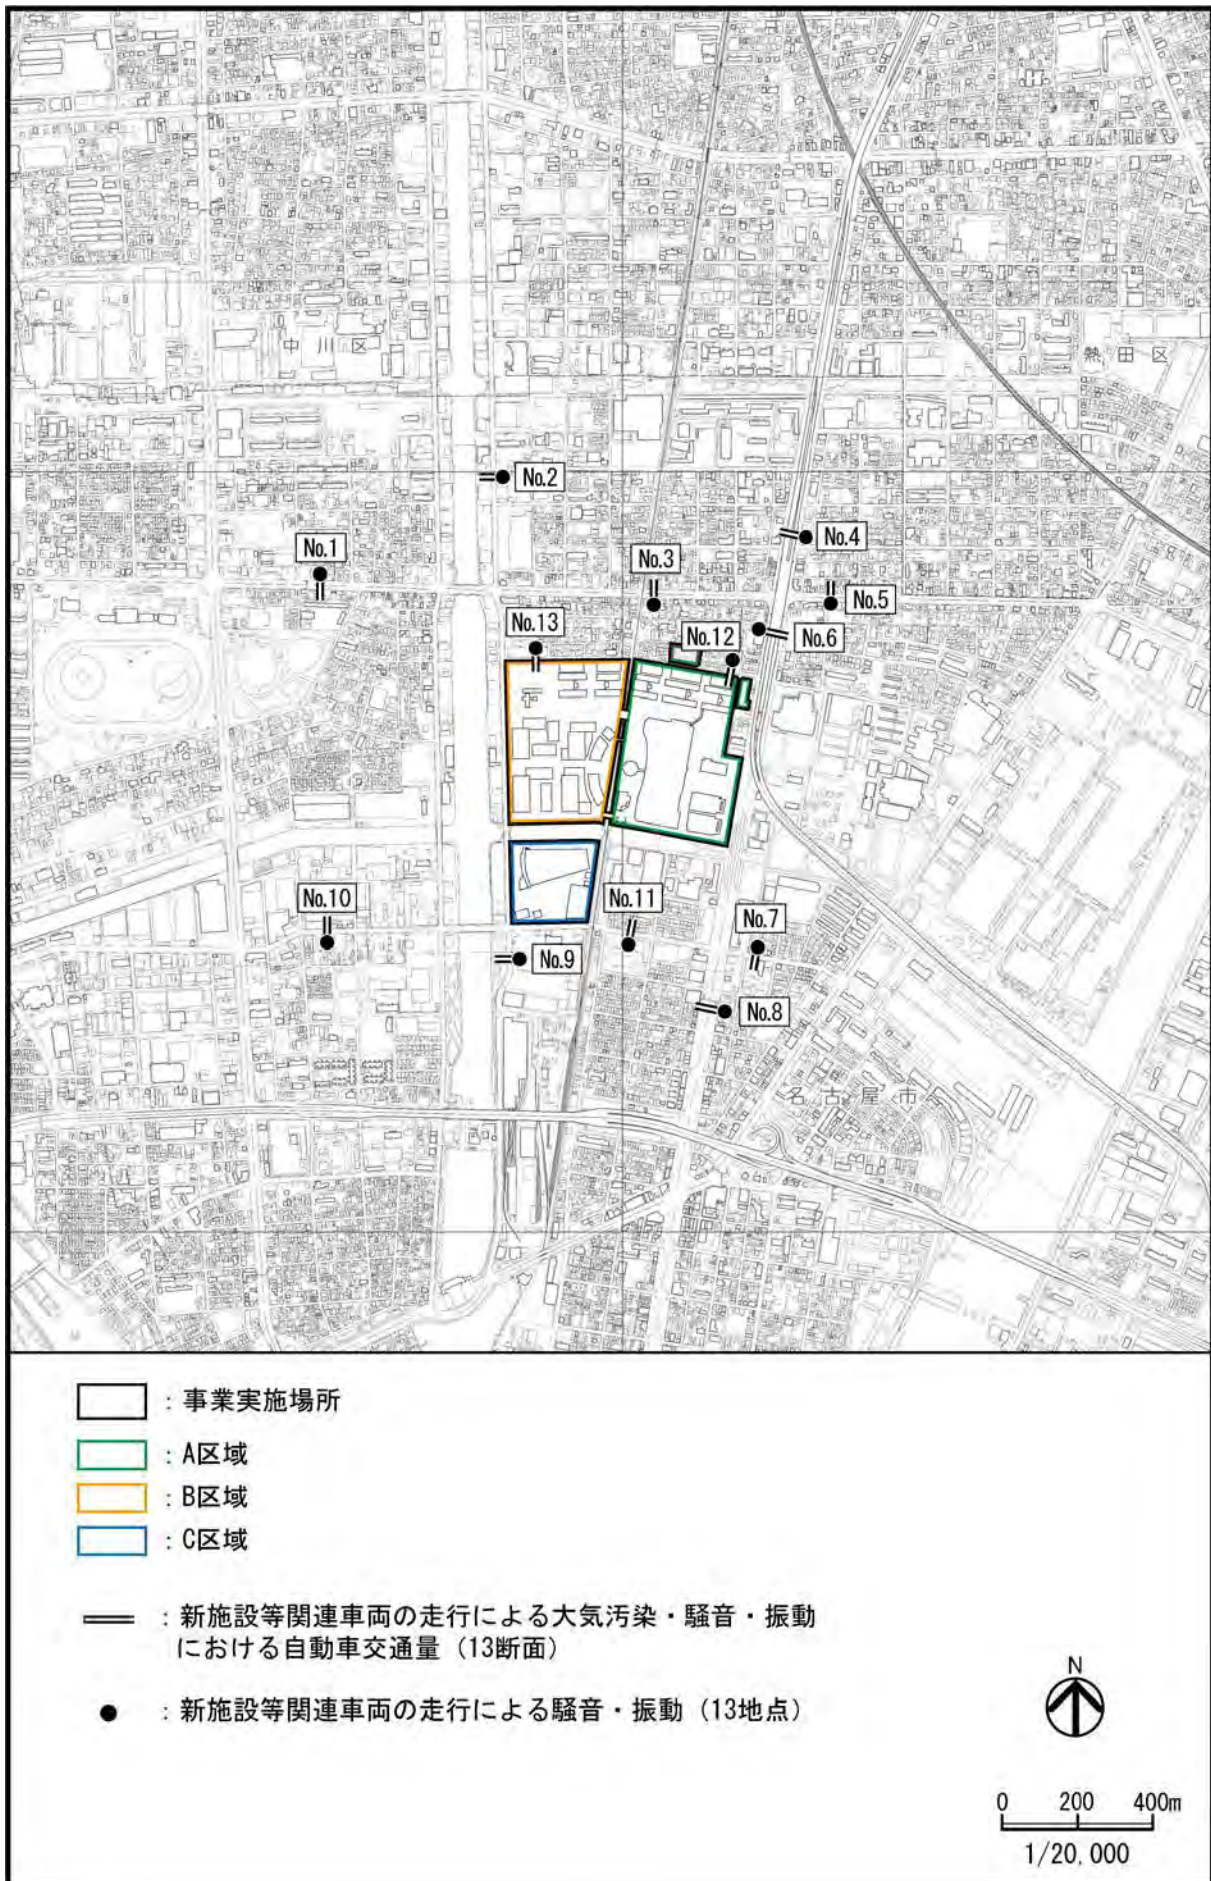 中川区
熱田区
No.2
No.4
No.1
No.3
No.5
No.13
No.12
No.6
No.10
No.11
No.7
No.9
No.8
名古屋市
：事業実施場所
：A区域
：B区域
：C区域
：新施設等関連車両の走行による大気汚染・騒音・振動
における自動車交通量（13断面）
：新施設等関連車両の走行による騒音・振動（13地点）
N
0 200 400m
1/20,000